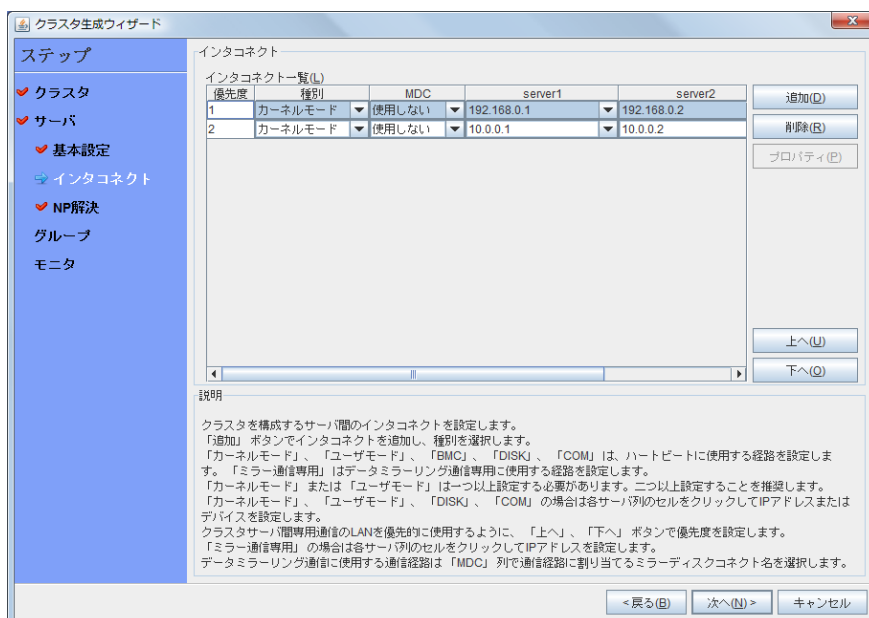 クラスタ生成ウィザード
ステップ
クラスタ
サーバ
基本設定
インタコネクト
NP解決
グループ
モニタ
インタコネクト
インタコネクト一覧(L)
優先度 種別 MDC server1 server2
1 カーネルモード 使用しない 192.168.0.1 192.168.0.2
2 カーネルモード 使用しない 10.0.0.1 10.0.0.2
追加(D)
削除(R)
プロパティ(P)
上へ(U)
下へ(O)
説明
クラスタを構成するサーバ間のインタコネクトを設定します。
「追加」 ボタンでインタコネクトを追加し、種別を選択します。
「カーネルモード」、「ユーザモード」、「BMC」、「DISK」、「COM」は、ハートビートに使用する経路を設定しま
す。「ミラー通信専用」はデータミラーリング通信専用に使用する経路を設定します。
「カーネルモード」 または 「ユーザモード」 は一つ以上設定する必要があります。二つ以上設定することを推奨します。
「カーネルモード」、「ユーザモード」、「DISK」、「COM」 の場合は各サーバ列のセルをクリックしてIPアドレスまたは
デバイスを設定します。
クラスタサーバ間専用通信のLANを優先的に使用するように、「上へ」、「下へ」 ボタンで優先度を設定します。
「ミラー通信専用」 の場合は各サーバ列のセルをクリックしてIPアドレスを設定します。
データミラーリング通信に使用する通信経路は 「MDC」 列で通信経路に割り当てるミラーディスクコネクト名を選択します。
<戻る(B) 次へ(N)> キャンセル